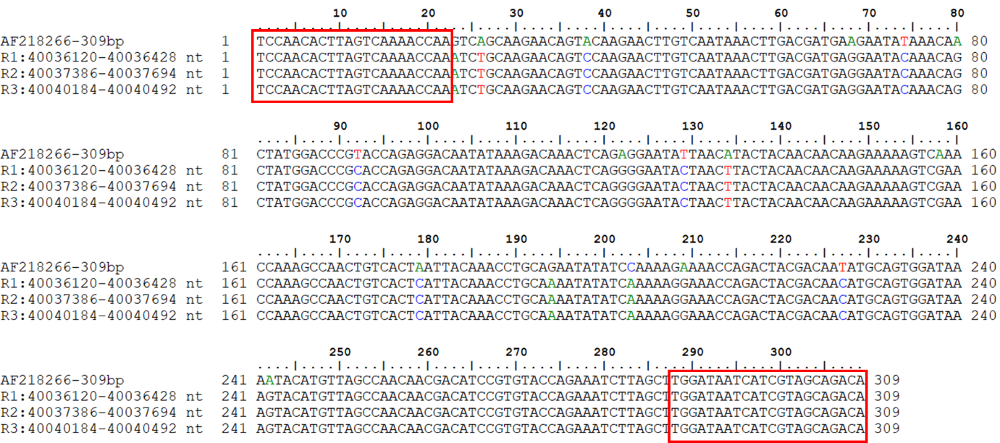 10 20 30 40 50 60 70 80
....|....|....|....|....|....|....|....|....|....|....|....|....|....|....|....|
AF218266-309bp 1 TCCAACACTTAGTCAAAACCAAGTCAGCAAGAACAGTACAAGAACTTGTCAATAAACTTGACGATGAAGAATATAAACAA 80
R1:40036120-40036428 nt 1 TCCAACACTTAGTCAAAACCAAATCTGCAAGAACAGTCCAAGAACTTGTCAATAAACTTGACGATGAGGAATACAAACAG 80
R2:40037386-40037694 nt 1 TCCAACACTTAGTCAAAACCAAATCTGCAAGAACAGTCCAAGAACTTGTCAATAAACTTGACGATGAGGAATACAAACAG 80
R3:40040184-40040492 nt 1 TCCAACACTTAGTCAAAACCAAATCTGCAAGAACAGTCCAAGAACTTGTCAATAAACTTGACGATGAGGAATACAAACAG 80
90 100 110 120 130 140 150 160
....|....|....|....|....|....|....|....|....|....|....|....|....|....|....|....|
AF218266-309bp 81 CTATGGACCCGTACCAGAGGACAATATAAAGACAAACTCAGAGGAATATTAACATACTACAACAACAAGAAAAAGTCAAA 160
R1:40036120-40036428 nt 81 CTATGGACCCGCACCAGAGGACAATATAAAGACAAACTCAGGGGAATACTAACTTACTACAACAACAAGAAAAAGTCGAA 160
R2:40037386-40037694 nt 81 CTATGGACCCGCACCAGAGGACAATATAAAGACAAACTCAGGGGAATACTAACTTACTACAACAACAAGAAAAAGTCGAA 160
R3:40040184-40040492 nt 81 CTATGGACCCGCACCAGAGGACAATATAAAGACAAACTCAGGGGAATACTAACTTACTACAACAACAAGAAAAAGTCGAA 160
170 180 190 200 210 220 230 240
....|....|....|....|....|....|....|....|....|....|....|....|....|....|....|....|
AF218266-309bp 161 CCAAAGCCAACTGTCACTAATTACAAACCTGCAGAATATATCCAAAAGAAAACCAGACTACGACAATATGCAGTGGATAA 240
R1:40036120-40036428 nt 161 CCAAAGCCAACTGTCACTCATTACAAACCTGCAAAATATATCAAAAAGGAAACCAGACTACGACAACATGCAGTGGATAA 240
R2:40037386-40037694 nt 161 CCAAAGCCAACTGTCACTCATTACAAACCTGCAAAATATATCAAAAAGGAAACCAGACTACGACAACATGCAGTGGATAA 240
R3:40040184-40040492 nt 161 CCAAAGCCAACTGTCACTCATTACAAACCTGCAAAATATATCAAAAAGGAAACCAGACTACGACAACATGCAGTGGATAA 240
250 260 270 280 290 300
....|....|....|....|....|....|....|....|....|....|....|....|....|....
AF218266-309bp 241 AATACATGTTAGCCAACAACGACATCCGTGTACCAGAAATCTTAGCTTGGATAATCATCGTAGCAGACA 309
R1:40036120-40036428 nt 241 AGTACATGTTAGCCAACAACGACATCCGTGTACCAGAAATCTTAGCTTGGATAATCATCGTAGCAGACA 309
R2:40037386-40037694 nt 241 AGTACATGTTAGCCAACAACGACATCCGTGTACCAGAAATCTTAGCTTGGATAATCATCGTAGCAGACA 309
R3:40040184-40040492 nt 241 AGTACATGTTAGCCAACAACGACATCCGTGTACCAGAAATCTTAGCTTGGATAATCATCGTAGCAGACA 309